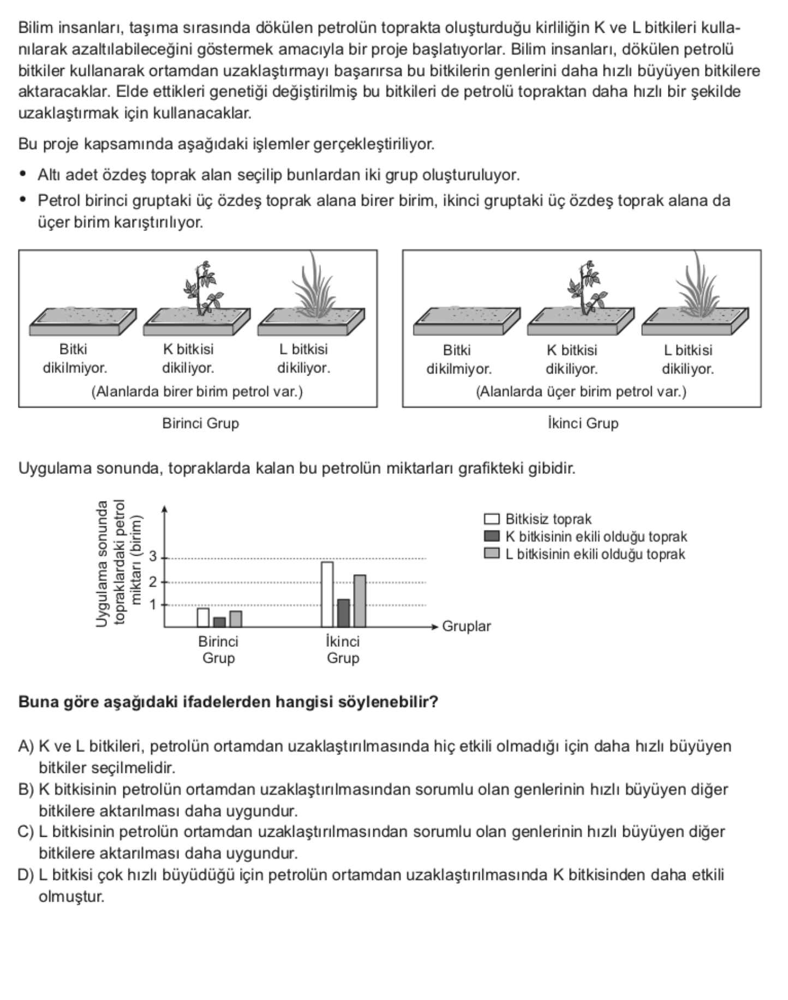 Bilim insanları, taşıma sırasında dökülen petrolün toprakta oluşturduğu kirliliğin K ve L bitkileri kulla-
nılarak azaltılabileceğini göstermek amacıyla bir proje başlatıyorlar. Bilim insanları, dökülen petrolü
bitkiler kullanarak ortamdan uzaklaştırmayı başarırsa bu bitkilerin genlerini daha hızlı büyüyen bitkilere
aktaracaklar. Elde ettikleri genetiği değiştirilmiş bu bitkileri de petrolü topraktan daha hızlı bir şekilde
uzaklaştırmak için kullanacaklar.
Bu proje kapsamında aşağıdaki işlemler gerçekleştiriliyor.
• Altı adet özdeş toprak alan seçilip bunlardan iki grup oluşturuluyor.
• Petrol birinci gruptaki üç özdeş toprak alana birer birim, ikinci gruptaki üç özdeş toprak alana da
üçer birim karıştırılıyor.
Bitki
dikilmiyor.
K bitkisi
dikiliyor.
L bitkisi
dikiliyor.
(Alanlarda birer birim petrol var.)
Birinci Grup
Bitki
dikilmiyor.
K bitkisi
dikiliyor.
L bitkisi
dikiliyor.
(Alanlarda üçer birim petrol var.)
İkinci Grup
Uygulama sonunda, topraklarda kalan bu petrolün miktarları grafikteki gibidir.
Uygulama sonunda
topraklardaki petrol
miktarı (birim)
3
2
1
Birinci
Grup
İkinci
Grup
Gruplar
Bitkisiz toprak
K bitkisinin ekili olduğu toprak
L bitkisinin ekili olduğu toprak
Buna göre aşağıdaki ifadelerden hangisi söylenebilir?
A) K ve L bitkileri, petrolün ortamdan uzaklaştırılmasında hiç etkili olmadığı için daha hızlı büyüyen
bitkiler seçilmelidir.
B) K bitkisinin petrolün ortamdan uzaklaştırılmasından sorumlu olan genlerinin hızlı büyüyen diğer
bitkilere aktarılması daha uygundur.
C) L bitkisinin petrolün ortamdan uzaklaştırılmasından sorumlu olan genlerinin hızlı büyüyen diğer
bitkilere aktarılması daha uygundur.
D) L bitkisi çok hızlı büyüdüğü için petrolün ortamdan uzaklaştırılmasında K bitkisinden daha etkili
olmuştur.